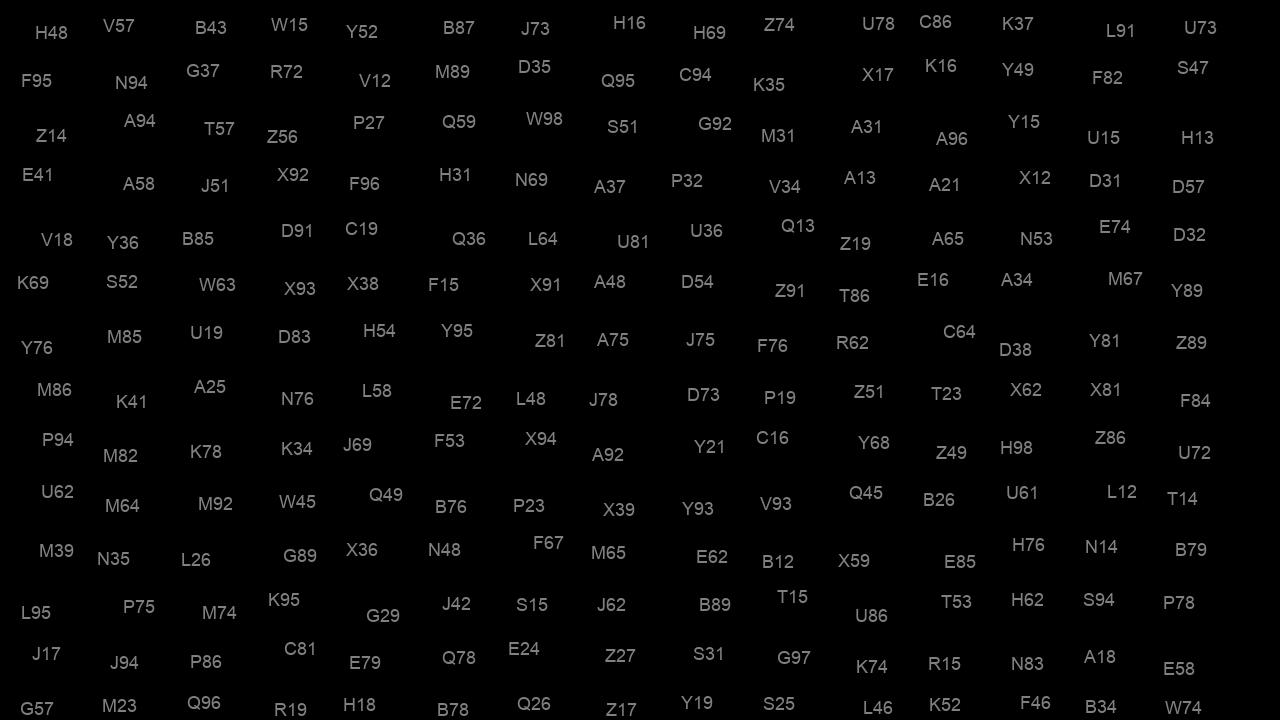 H48 V57 B43 W15 Y52 B87 J73 H16 H69 Z74 U78 C86 K37 L91 U73
F95 N94 G37 R72 V12 M89 D35 Q95 C94 K35 X17 K16 Y49 F82 S47
Z14 A94 T57 Z56 P27 Q59 W98 S51 G92 M31 A31 A96 Y15 U15 H13
E41 A58 J51 X92 F96 H31 N69 A37 P32 V34 A13 A21 X12 D31 D57
V18 Y36 B85 D91 C19 Q36 L64 U81 U36 Q13 Z19 A65 N53 E74 D32
K69 S52 W63 X93 X38 F15 X91 A48 D54 Z91 T86 E16 A34 M67 Y89
Y76 M85 U19 D83 H54 Y95 Z81 A75 J75 F76 R62 C64 D38 Y81 Z89
M86 K41 A25 N76 L58 E72 L48 J78 D73 P19 Z51 T23 X62 X81 F84
P94 M82 K78 K34 J69 F53 X94 A92 Y21 C16 Y68 Z49 H98 Z86 U72
U62 M64 M92 W45 Q49 B76 P23 X39 Y93 V93 Q45 B26 U61 L12 T14
M39 N35 L26 G89 X36 N48 F67 M65 E62 B12 X59 E85 H76 N14 B79
L95 P75 M74 K95 G29 J42 S15 J62 B89 T15 U86 T53 H62 S94 P78
J17 J94 P86 C81 E79 Q78 E24 Z27 S31 G97 K74 R15 N83 A18 E58
G57 M23 Q96 R19 H18 B78 Q26 Z17 Y19 S25 L46 K52 F46 B34 W74